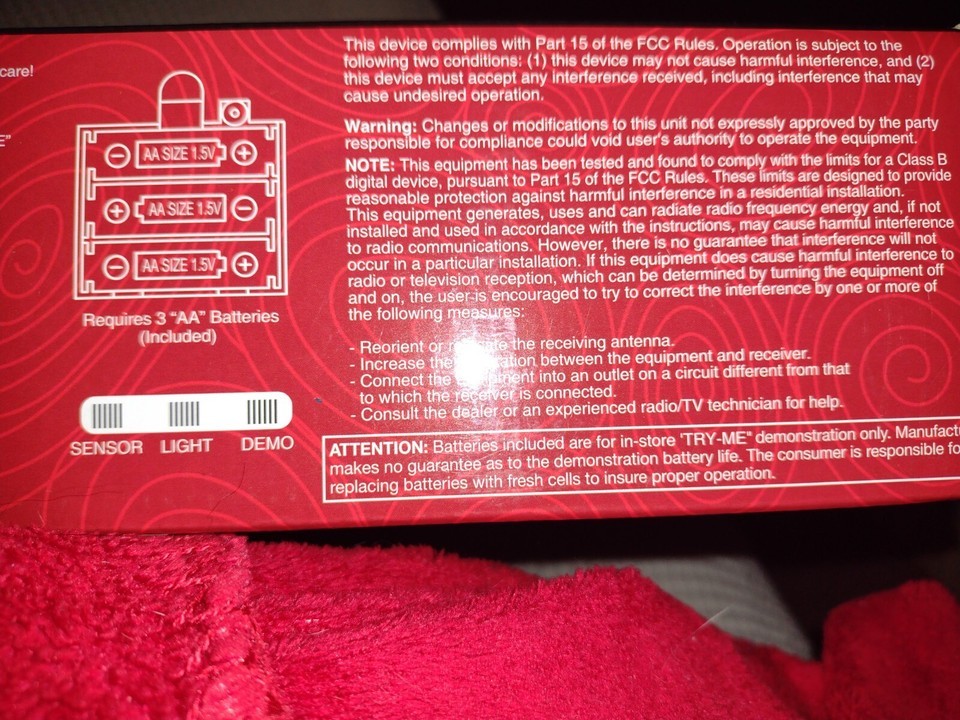 care!
E"
AA SIZE 1.5V
AA SIZE 1.5V
AA SIZE 1.5V
Requires 3 “AA” Batteries
(Included)
SENSOR LIGHT DEMO
This device complies with Part 15 of the FCC Rules. Operation is subject to the
following two conditions: (1) this device may not cause harmful interference, and (2)
this device must accept any interference received, including interference that may
cause undesired operation.
Warning: Changes or modifications to this unit not expressly approved by the party
responsible for compliance could void user's authority to operate the equipment.
NOTE: This equipment has been tested and found to comply with the limits for a Class B
digital device, pursuant to Part 15 of the FCC Rules. These limits are designed to provide
reasonable protection against harmful interference in a residential installation.
This equipment generates, uses and can radiate radio frequency energy and, if not
installed and used in accordance with the instructions, may cause harmful interference
to radio communications. However, there is no guarantee that interference will not
occur in a particular installation. If this equipment does cause harmful interference to
radio or television reception, which can be determined by turning the equipment off
and on, the user is encouraged to try to correct the interference by one or more of
the following measures:
- Reorient or the receiving antenna.
- Increase the between the equipment and receiver.
- Connect the into an outlet on a circuit different from that
to which the receiver is connected.
- Consult the dealer or an experienced radio/TV technician for help.
ATTENTION: Batteries included are for in-store "TRY-ME" demonstration only. Manufact
makes no guarantee as to the demonstration battery life. The consumer is responsible fo
replacing batteries with fresh cells to insure proper operation.